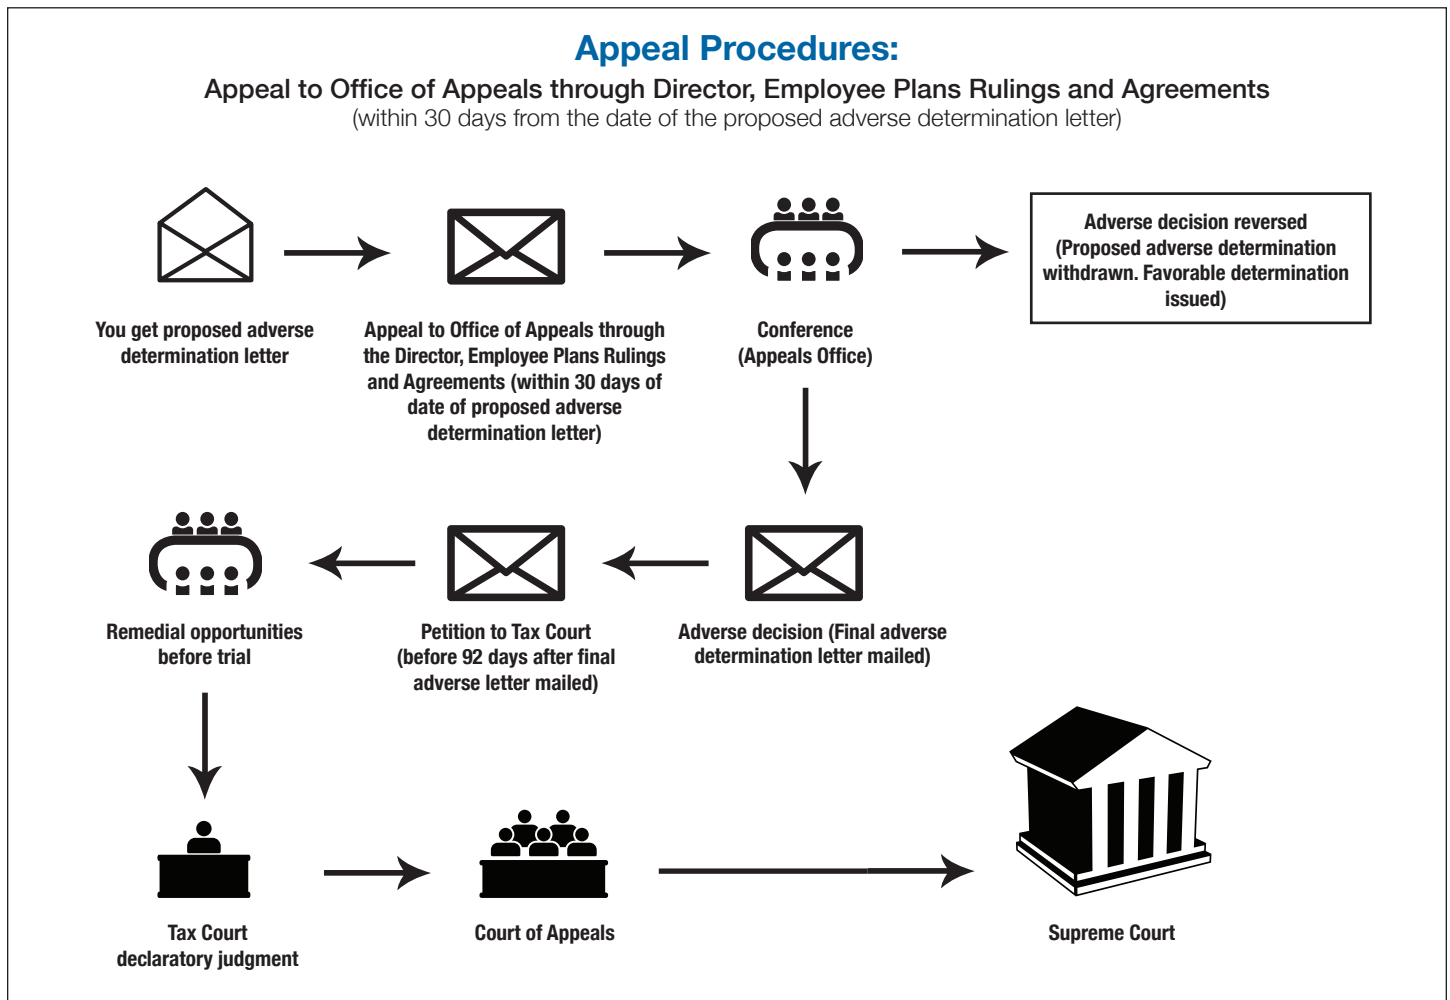 Appeal Procedures:
Appeal to Office of Appeals through Director, Employee Plans Rulings and Agreements
(within 30 days from the date of the proposed adverse determination letter)
You get proposed adverse
determination letter
Appeal to Office of Appeals through
the Director, Employee Plans Rulings
and Agreements (within 30 days of
date of proposed adverse
determination letter)
Conference
(Appeals Office)
Adverse decision reversed
(Proposed adverse determination
withdrawn. Favorable determination
issued)
Remedial opportunities
before trial
Petition to Tax Court
(before 92 days after final
adverse letter mailed)
Adverse decision (Final adverse
determination letter mailed)
Tax Court
declaratory judgment
Court of Appeals
Supreme Court